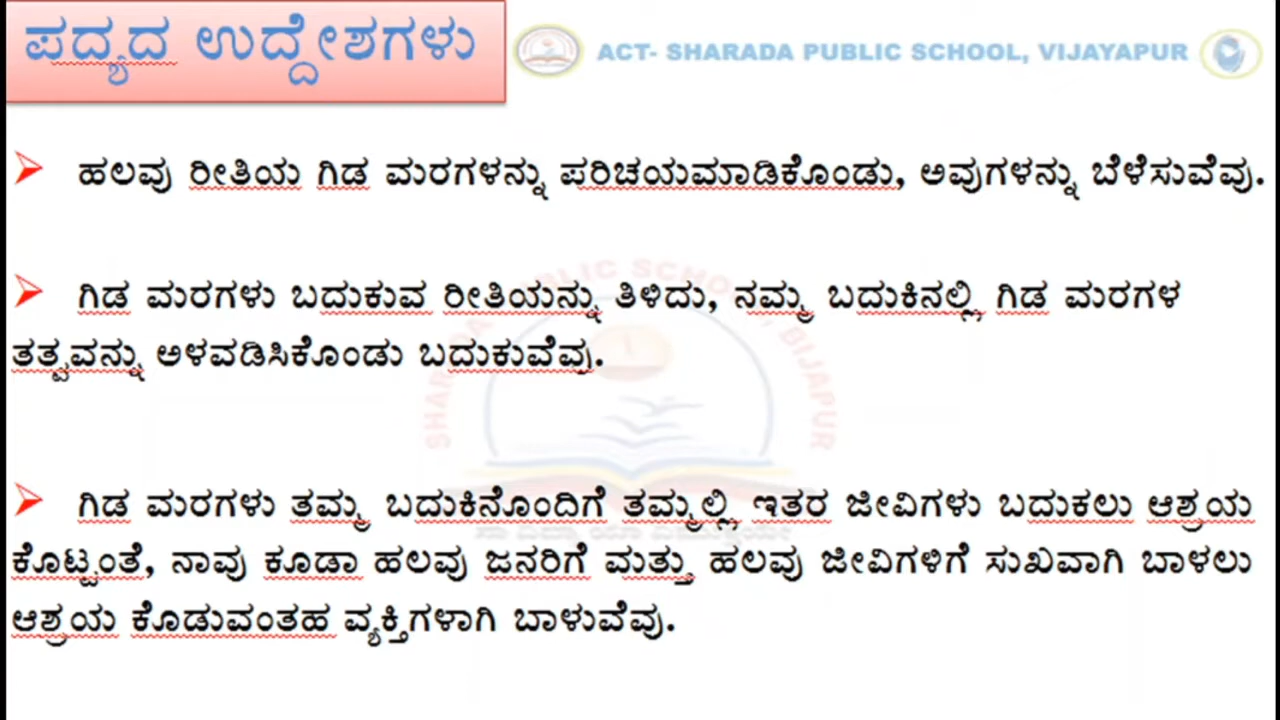 ಪದ್ಯದ ಉದ್ದೇಶಗಳು
ACT- SHARADA PUBLIC SCHOOL, VIJAYAPUR
➢ ಹಲವು ರೀತಿಯ ಗಿಡ ಮರಗಳನ್ನು ಪರಿಚಯಮಾಡಿಕೊಂಡು, ಅವುಗಳನ್ನು ಬೆಳೆಸುವೆವು.
➢ ಗಿಡ ಮರಗಳು ಬದುಕುವ ರೀತಿಯನ್ನು ತಿಳಿದು, ನಮ್ಮ ಬದುಕಿನಲ್ಲಿ ಗಿಡ ಮರಗಳ
ತತ್ವವನ್ನು ಅಳವಡಿಸಿಕೊಂಡು ಬದುಕುವೆವು.
➢ ಗಿಡ ಮರಗಳು ತಮ್ಮ ಬದುಕಿನೊಂದಿಗೆ ತಮ್ಮಲ್ಲಿ ಇತರ ಜೀವಿಗಳು ಬದುಕಲು ಆಶ್ರಯ
ಕೊಟ್ಟಂತೆ, ನಾವು ಕೂಡಾ ಹಲವು ಜನರಿಗೆ ಮತ್ತು ಹಲವು ಜೀವಿಗಳಿಗೆ ಸುಖವಾಗಿ ಬಾಳಲು
ಆಶ್ರಯ ಕೊಡುವಂತಹ ವ್ಯಕ್ತಿಗಳಾಗಿ ಬಾಳುವೆವು.